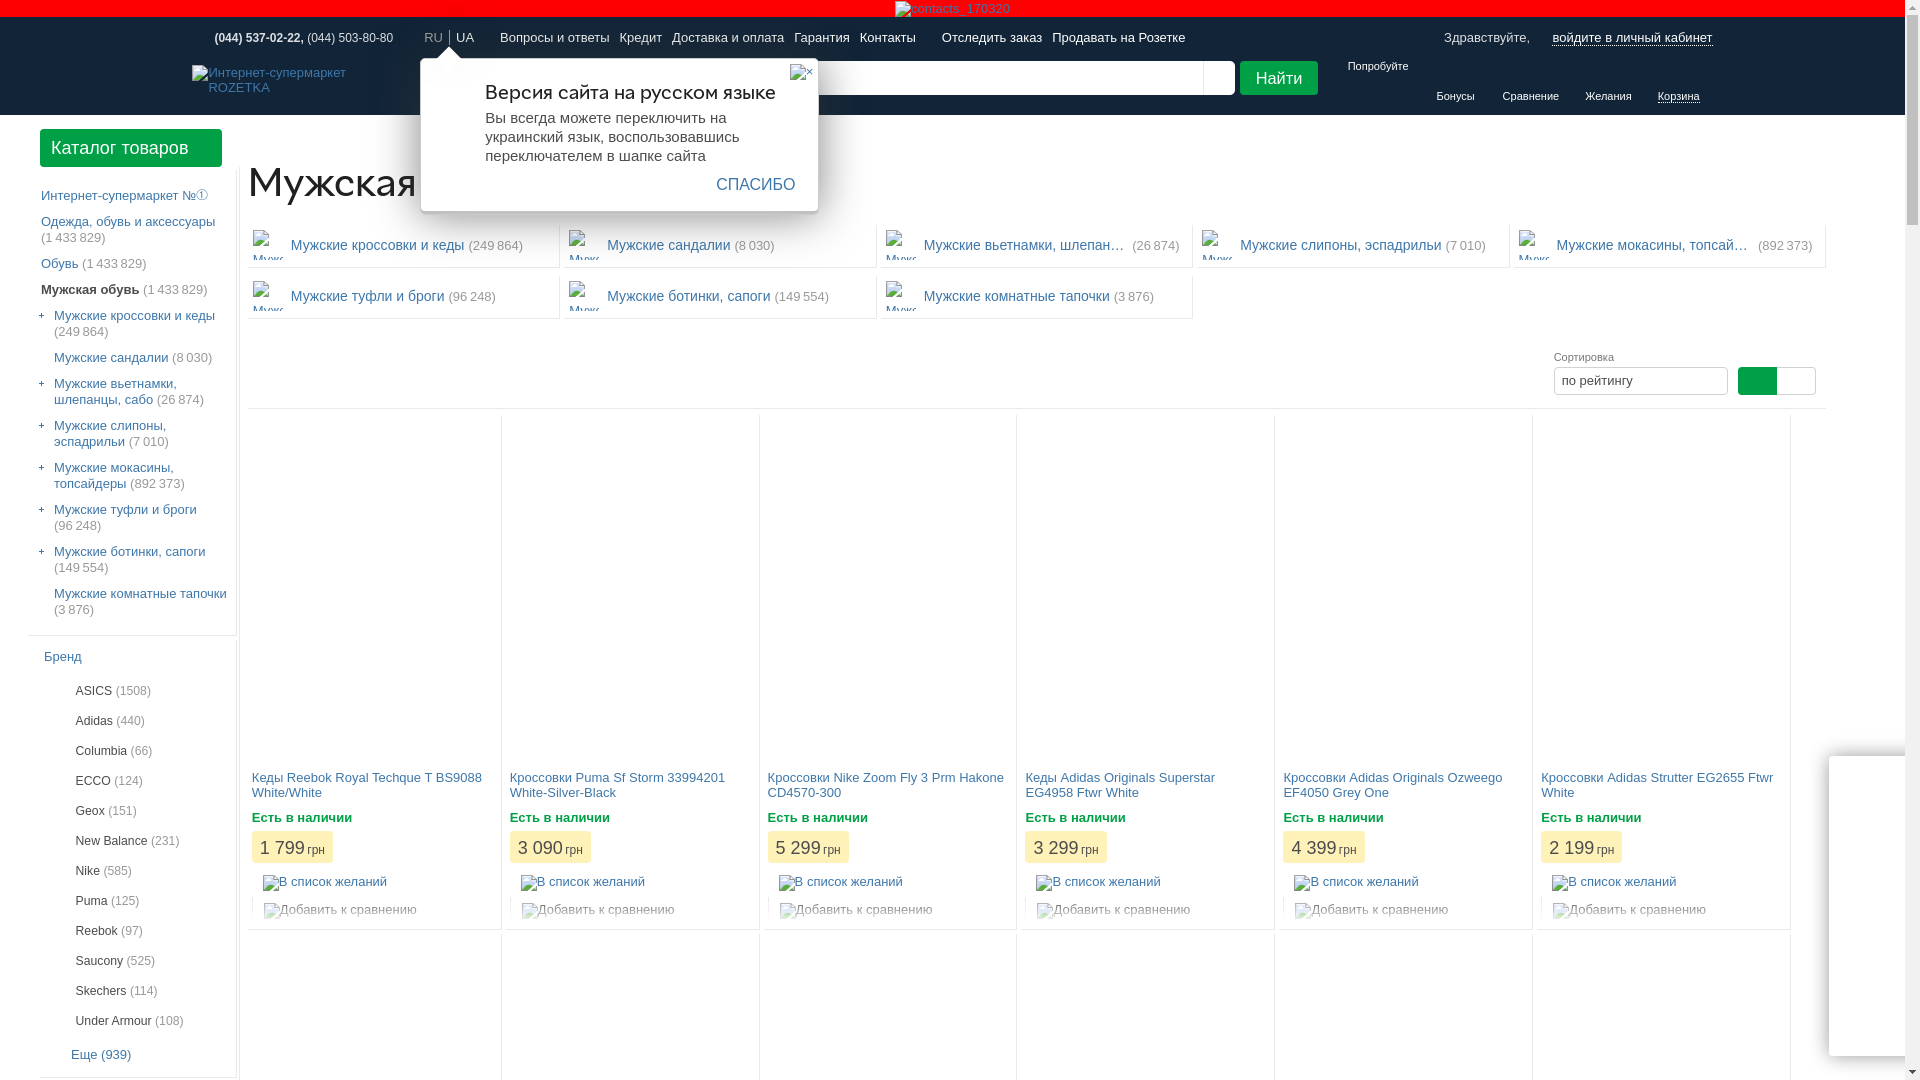 contacts_170320
(044) 537-02-22, (044) 503-80-80
RU UA
Вопросы и ответы Кредит Доставка и оплата Гарантия Контакты Отследить заказ Продавать на Розетке
Здравствуйте, войдите в личный кабинет
Интернет-супермаркет
ROZETKA
Найти
Попробуйте
Бонусы Сравнение Желания Корзина
×
Версия сайта на русском языке
Вы всегда можете переключить на
украинский язык, воспользовавшись
переключателем в шапке сайта
СПАСИБО
Каталог товаров
Мужская
Интернет-супермаркет №①
Одежда, обувь и аксессуары
(1 433 829)
Обувь (1 433 829)
Мужская обувь (1 433 829)
+ Мужские кроссовки и кеды
(249 864)
Мужские сандалии (8 030)
+ Мужские вьетнамки,
шлепанцы, сабо (26 874)
+ Мужские слипоны,
эспадрильи (7 010)
+ Мужские мокасины,
топсайдеры (892 373)
+ Мужские туфли и броги
(96 248)
+ Мужские ботинки, сапоги
(149 554)
Мужские комнатные тапочки
(3 876)
Бренд
ASICS (1508)
Adidas (440)
Columbia (66)
ECCO (124)
Geox (151)
New Balance (231)
Nike (585)
Puma (125)
Reebok (97)
Saucony (525)
Skechers (114)
Under Armour (108)
Еще (939)
Мужские кроссовки и кеды (249 864)
Мужские сандалии (8 030)
Мужские вьетнамки, шлепан… (26 874)
Мужские слипоны, эспадрильи (7 010)
Мужские мокасины, топсай… (892 373)
Мужские туфли и броги (96 248)
Мужские ботинки, сапоги (149 554)
Мужские комнатные тапочки (3 876)
Сортировка
по рейтингу
Кеды Reebok Royal Techque T BS9088
White/White
Есть в наличии
1 799 грн
В список желаний
Добавить к сравнению
Кроссовки Puma Sf Storm 33994201
White-Silver-Black
Есть в наличии
3 090 грн
В список желаний
Добавить к сравнению
Кроссовки Nike Zoom Fly 3 Prm Hakone
CD4570-300
Есть в наличии
5 299 грн
В список желаний
Добавить к сравнению
Кеды Adidas Originals Superstar
EG4958 Ftwr White
Есть в наличии
3 299 грн
В список желаний
Добавить к сравнению
Кроссовки Adidas Originals Ozweego
EF4050 Grey One
Есть в наличии
4 399 грн
В список желаний
Добавить к сравнению
Кроссовки Adidas Strutter EG2655 Ftwr
White
Есть в наличии
2 199 грн
В список желаний
Добавить к сравнению